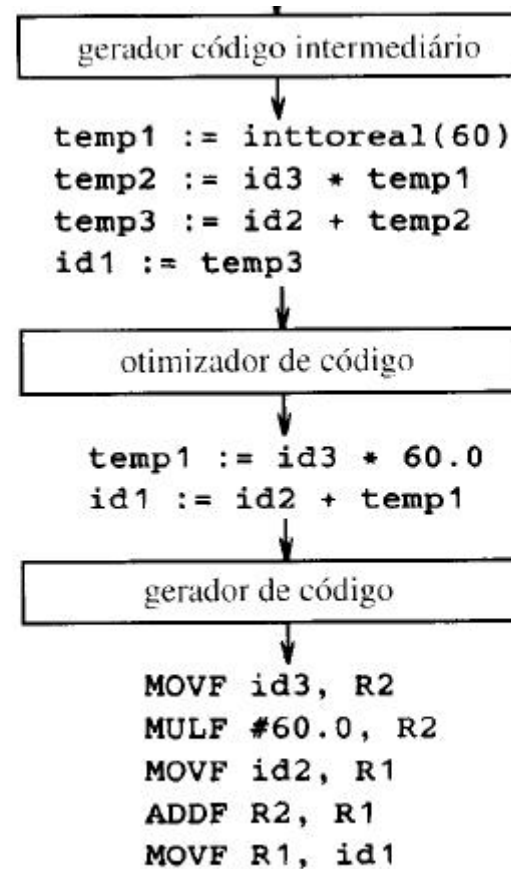 gerador código intermediário
temp1 := inttoreal(60)
temp2 := id3 * temp1
temp3 := id2 + temp2
id1 := temp3
otimizador de código
temp1 := id3 * 60.0
id1 := id2 + temp1
gerador de código
MOVF id3, R2
MULF #60.0, R2
MOVF id2, R1
ADDF R2, R1
MOVF R1, id1